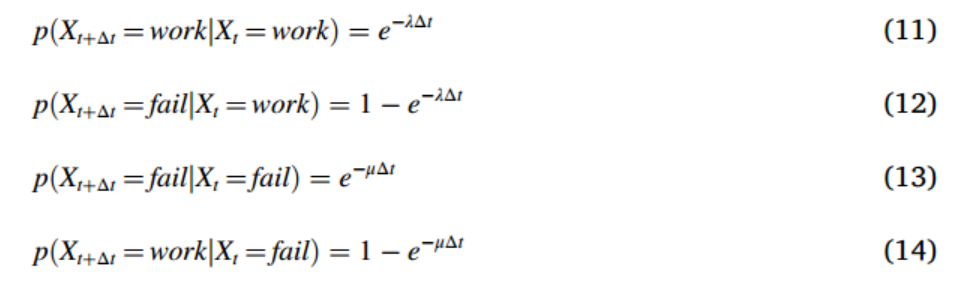 p(X_{t+Δt} = work|X_t = work) = e^{−λΔt} (11)
p(X_{t+Δt} = fail|X_t = work) = 1 − e^{−λΔt} (12)
p(X_{t+Δt} = fail|X_t = fail) = e^{−μΔt} (13)
p(X_{t+Δt} = work|X_t = fail) = 1 − e^{−μΔt} (14)